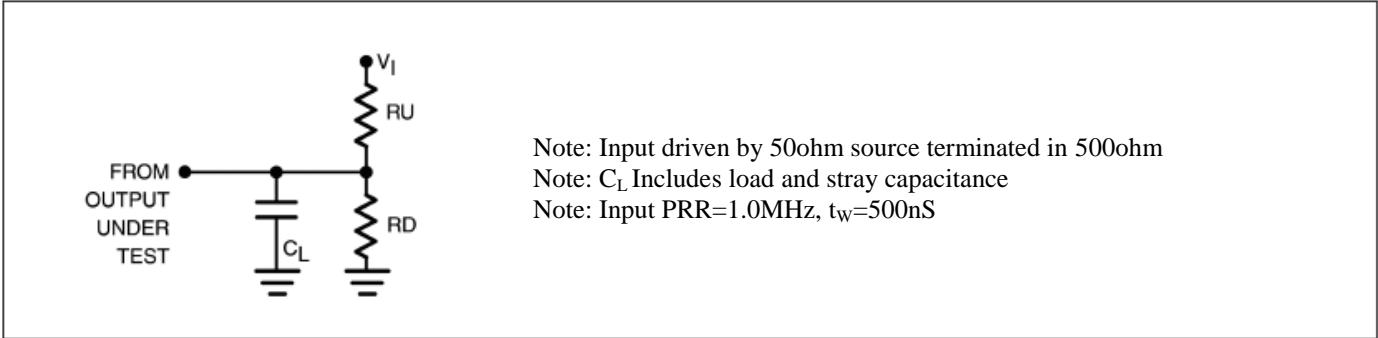 V_I
RU
FROM
OUTPUT
UNDER
TEST
C_L
RD
Note: Input driven by 50ohm source terminated in 500ohm
Note: C_L Includes load and stray capacitance
Note: Input PRR=1.0MHz, t_W=500nS